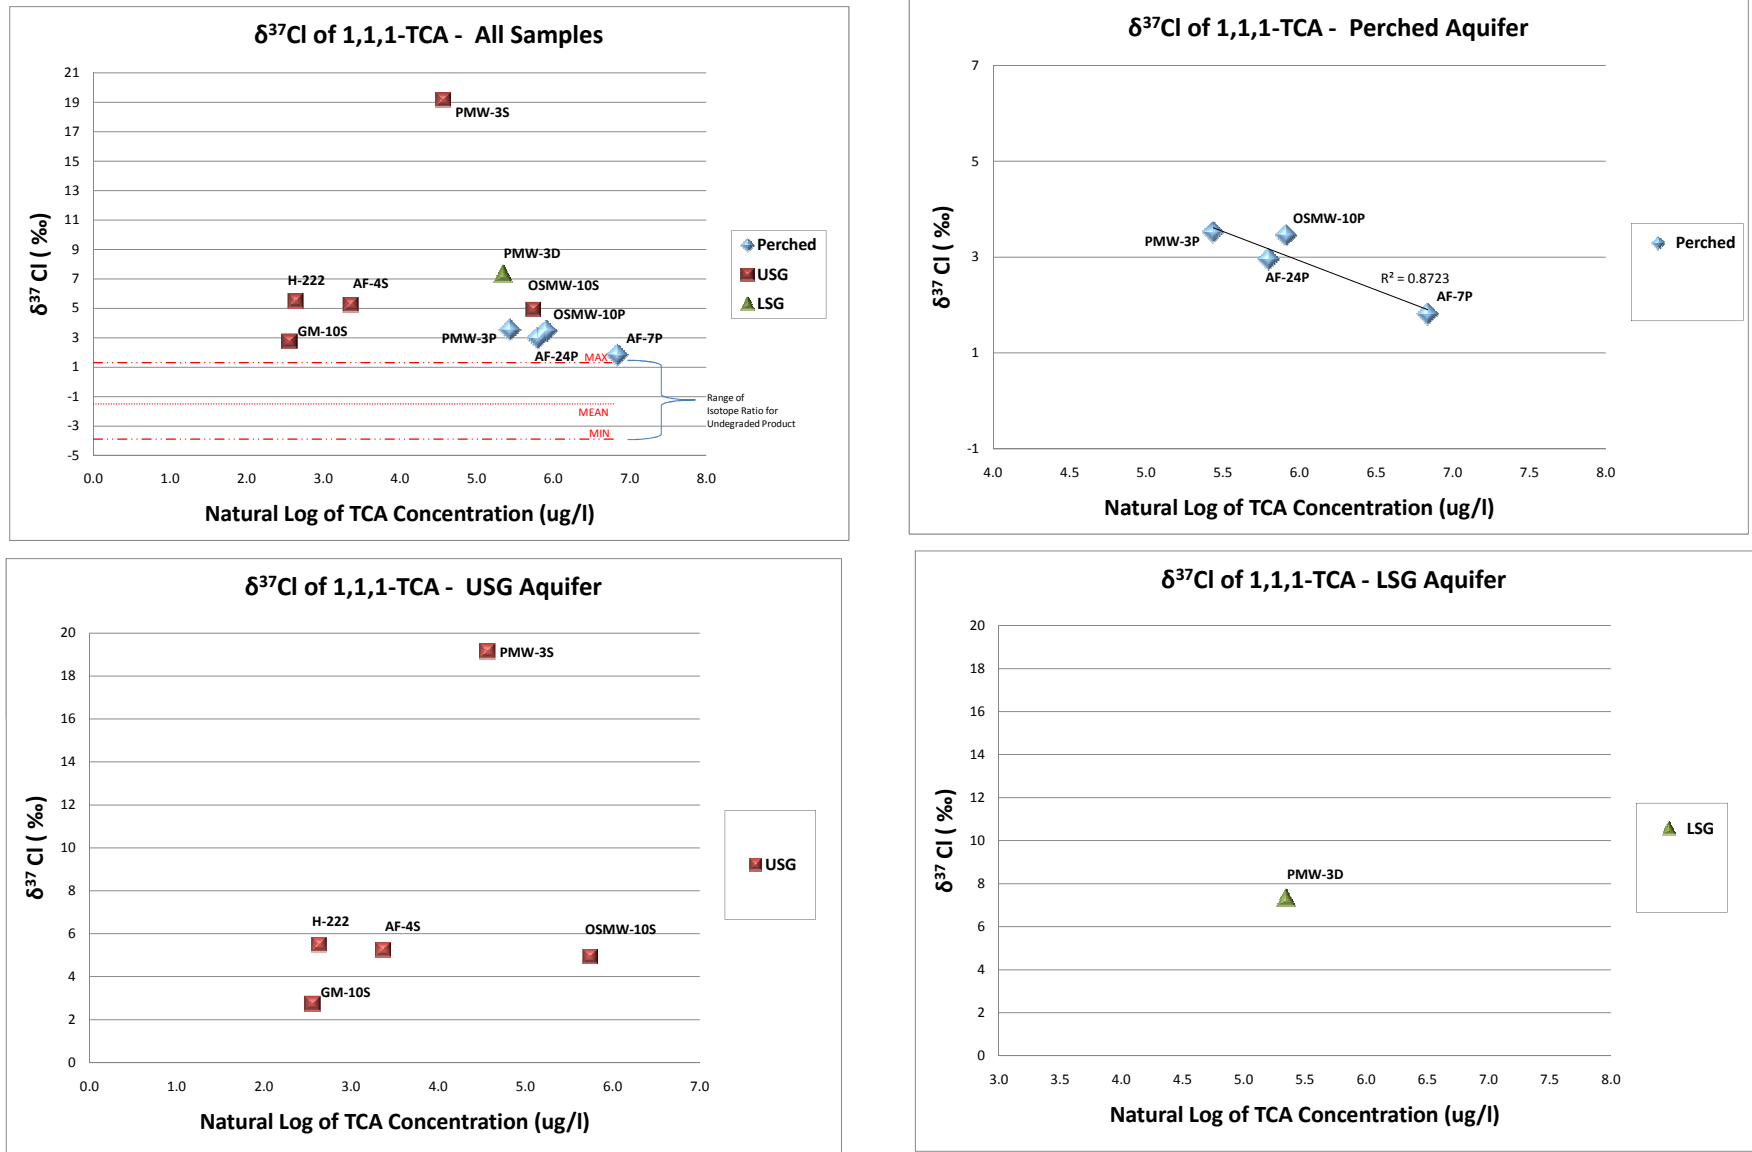 δ³⁷Cl of 1,1,1-TCA - All Samples
21
19
17
15
13
11
9
7
5
3
1
-1
-3
-5
δ³⁷ Cl ( ‰)
PMW-3S
PMW-3D
H-222
AF-4S
OSMW-10S
OSMW-10P
GM-10S
PMW-3P
AF-24P
AF-7P
MAX
MEAN
MIN
Range of
Isotope Ratio for
Undegraded Product
Perched
USG
LSG
0.0 1.0 2.0 3.0 4.0 5.0 6.0 7.0 8.0
Natural Log of TCA Concentration (ug/l)
δ³⁷Cl of 1,1,1-TCA - Perched Aquifer
7
5
3
1
-1
δ³⁷ Cl ( ‰)
OSMW-10P
PMW-3P
AF-24P
R² = 0.8723
AF-7P
Perched
4.0 4.5 5.0 5.5 6.0 6.5 7.0 7.5 8.0
Natural Log of TCA Concentration (ug/l)
δ³⁷Cl of 1,1,1-TCA - USG Aquifer
20
18
16
14
12
10
8
6
4
2
0
δ³⁷ Cl ( ‰)
PMW-3S
H-222
AF-4S
OSMW-10S
GM-10S
USG
0.0 1.0 2.0 3.0 4.0 5.0 6.0 7.0
Natural Log of TCA Concentration (ug/l)
δ³⁷Cl of 1,1,1-TCA - LSG Aquifer
20
18
16
14
12
10
8
6
4
2
0
δ³⁷ Cl ( ‰)
PMW-3D
LSG
3.0 3.5 4.0 4.5 5.0 5.5 6.0 6.5 7.0 7.5 8.0
Natural Log of TCA Concentration (ug/l)